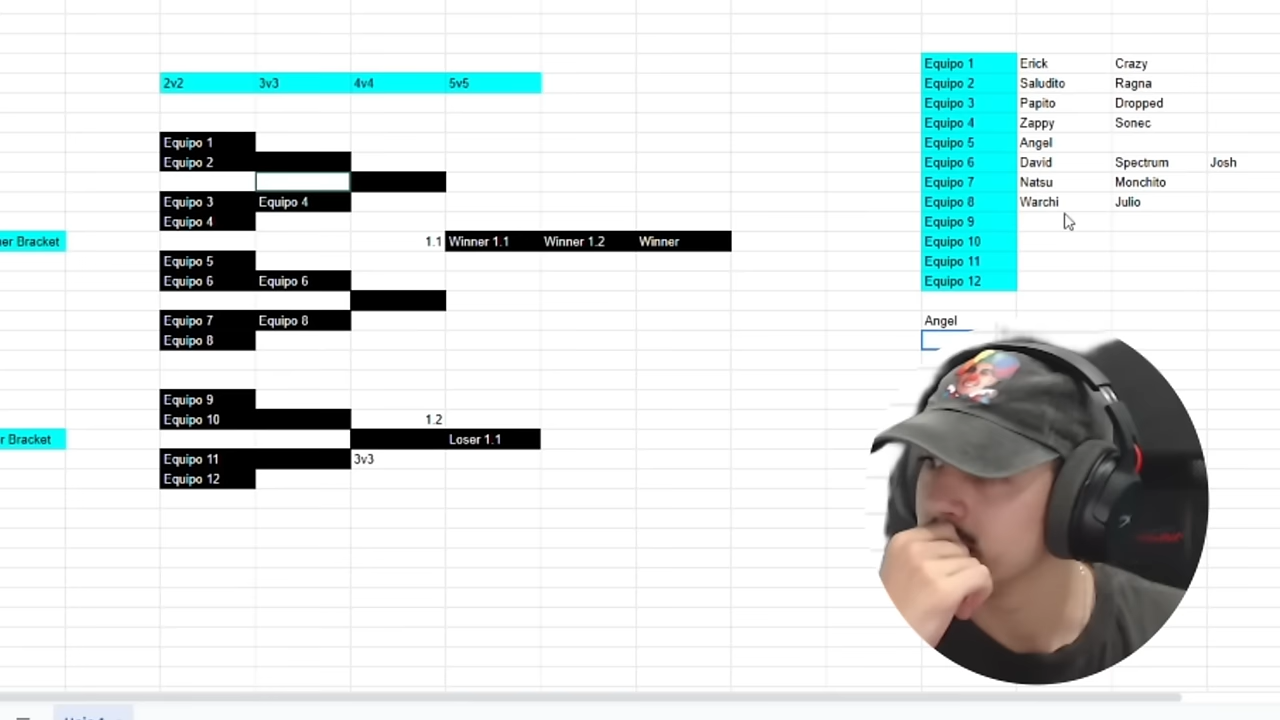 2v2 3v3 4v4 5v5
Equipo 1
Equipo 2
Equipo 3 Equipo 4
Equipo 4
er Bracket 1.1 Winner 1.1 Winner 1.2 Winner
Equipo 5
Equipo 6 Equipo 6
Equipo 7 Equipo 8
Equipo 8
Equipo 9
Equipo 10 1.2
r Bracket Loser 1.1
Equipo 11 3v3
Equipo 12
Equipo 1 Erick Crazy
Equipo 2 Saludito Ragna
Equipo 3 Papito Dropped
Equipo 4 Zappy Sonec
Equipo 5 Angel
Equipo 6 David Spectrum Josh
Equipo 7 Natsu Monchito
Equipo 8 Warchi Julio
Equipo 9
Equipo 10
Equipo 11
Equipo 12
Angel